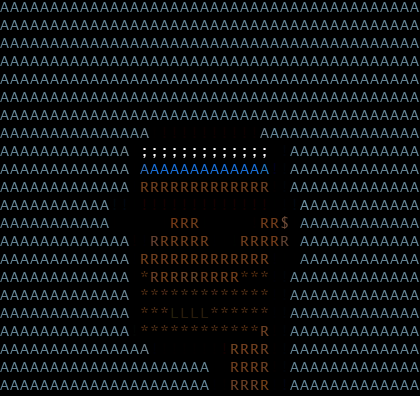 AAAAAAAAAAAAAAAAAAAAAAAAAAAAAAAAAAAAAAAAAA
AAAAAAAAAAAAAAAAAAAAAAAAAAAAAAAAAAAAAAAAAA
AAAAAAAAAAAAAAAAAAAAAAAAAAAAAAAAAAAAAAAAAA
AAAAAAAAAAAAAAAAAAAAAAAAAAAAAAAAAAAAAAAAAA
AAAAAAAAAAAAAAAAAAAAAAAAAAAAAAAAAAAAAAAAAA
AAAAAAAAAAAAAAAAAAAAAAAAAAAAAAAAAAAAAAAAAA
AAAAAAAAAAAAAAAAAAAAAAAAAAAAAAAAAAAAAAAAAA
AAAAAAAAAAAAAAA           AAAAAAAAAAAAAAAA
AAAAAAAAAAAAA ;;;;;;;;;;;;;  AAAAAAAAAAAAA
AAAAAAAAAAAAA AAAAAAAAAAAAA  AAAAAAAAAAAAA
AAAAAAAAAAAAA RRRRRRRRRRRRR  AAAAAAAAAAAAA
AAAAAAAAAAA                   AAAAAAAAAAAA
AAAAAAAAAAA      RRR      RR$ AAAAAAAAAAAA
AAAAAAAAAAAAA  RRRRRR   RRRRR AAAAAAAAAAAA
AAAAAAAAAAAAA RRRRRRRRRRRRR   AAAAAAAAAAAA
AAAAAAAAAAAAA *RRRRRRRRR***  AAAAAAAAAAAAA
AAAAAAAAAAAAA *************  AAAAAAAAAAAAA
AAAAAAAAAAAAA ***LLLL******  AAAAAAAAAAAAA
AAAAAAAAAAAAA ************R  AAAAAAAAAAAAA
AAAAAAAAAAAAAAA        RRRR  AAAAAAAAAAAAA
AAAAAAAAAAAAAAAAAAAAA  RRRR  AAAAAAAAAAAAA
AAAAAAAAAAAAAAAAAAAAA  RRRR  AAAAAAAAAAAAA